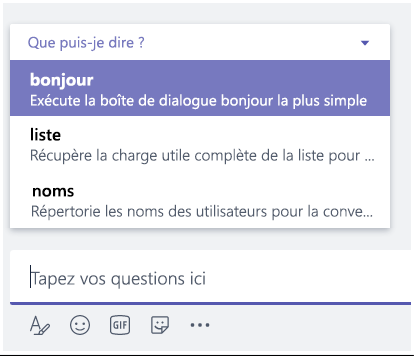 Que puis-je dire ?
bonjour
Exécute la boîte de dialogue bonjour la plus simple
liste
Récupère la charge utile complète de la liste pour ...
noms
Répertorie les noms des utilisateurs pour la conve...
Tapez vos questions ici
GIF